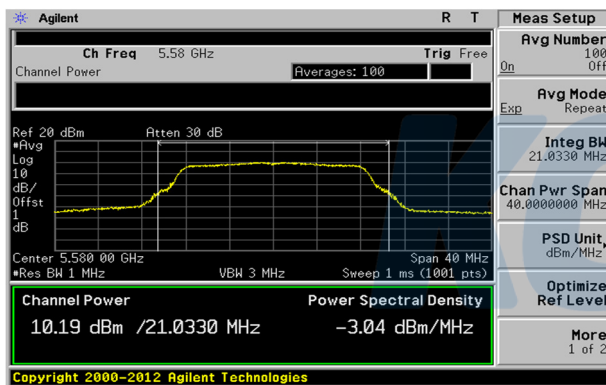 Agilent R T
Meas Setup
Ch Freq 5.58 GHz Trig Free
Channel Power Averages: 100
Avg Number
100
On Off
Avg Mode
Exp Repeat
Integ BW
21.0330 MHz
Chan Pwr Span
40.0000000 MHz
PSD Unit
dBm/MHz
Optimize
Ref Level
More
1 of 2
Ref 20 dBm Atten 30 dB
#Avg
Log
10
dB/
Offst
1
dB
Center 5.580 00 GHz Span 40 MHz
#Res BW 1 MHz VBW 3 MHz Sweep 1 ms (1001 pts)
Channel Power Power Spectral Density
10.19 dBm /21.0330 MHz -3.04 dBm/MHz
Copyright 2000-2012 Agilent Technologies